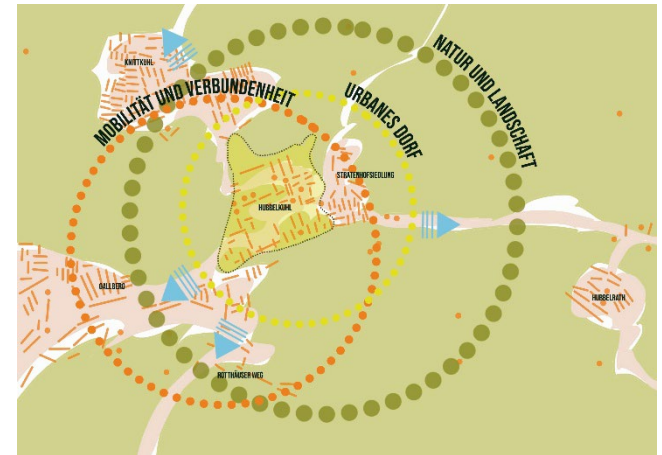 KNITTKUHL
MOBILITÄT UND VERBUNDENHEIT
URBANES DORF
NATUR UND LANDSCHAFT
STRATENHOFSIEDLUNG
HUBBELKUHL
GALLBERG
HUBBELRATH
ROTTHÄUSER WEG